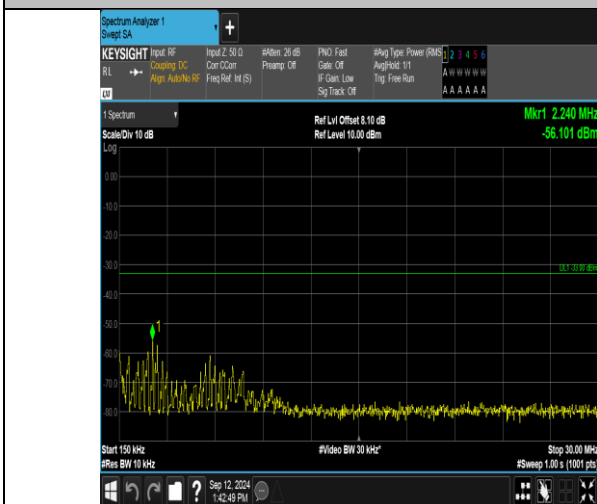 Spectrum Analyzer 1
Swept SA
+
KEYSIGHT Input: RF Input Z: 50 Ω #Atten: 26 dB PNO: Fast #Avg Type: Power (RMS 1 2 3 4 5 6
RL Coupling: DC Corr CCorr Preamp: Off Gate: Off Avg|Hold: 1/1 A W W W W W
Align: Auto/No RF Freq Ref: Int (S) IF Gain: Low Trig: Free Run
Sig Track: Off A A A A A A
1 Spectrum Ref Lvl Offset 8.10 dB Mkr1 2.240 MHz
Scale/Div 10 dB Ref Level 10.00 dBm -56.101 dBm
Log
0.00
-10.0
-20.0
-30.0
DL1 -33.00 dBm
-40.0
-50.0
1
-60.0
-70.0
-80.0
Start 150 kHz #Video BW 30 kHz* Stop 30.00 MHz
#Res BW 10 kHz #Sweep 1.00 s (1001 pts)
? Sep 12, 2024
1:42:49 PM